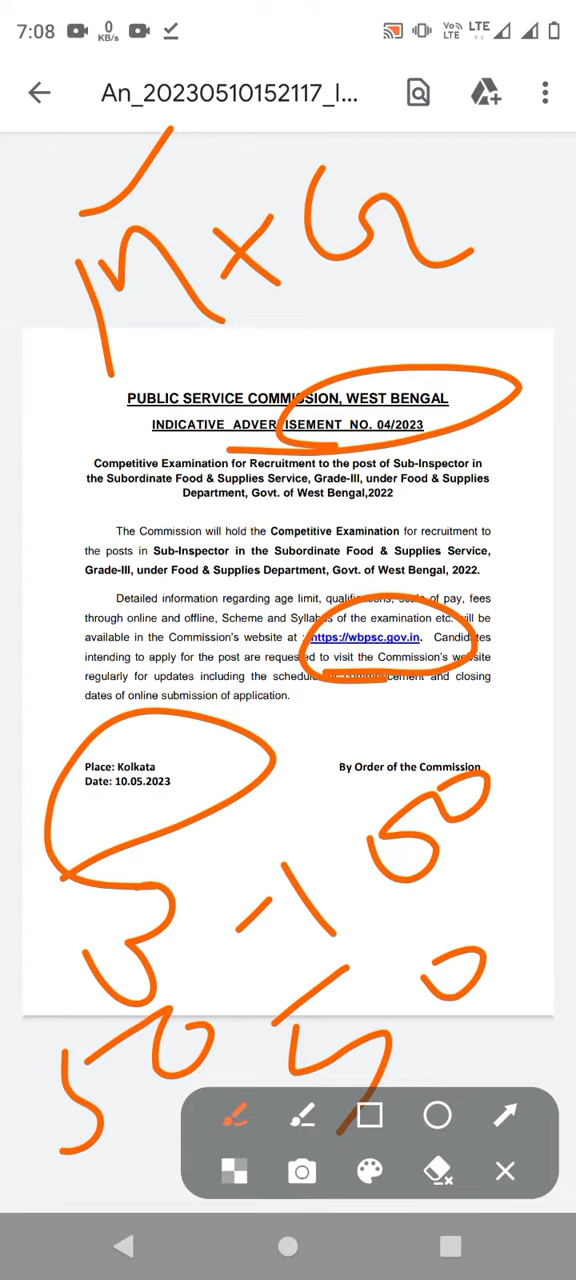 7:08 0 KB/s Vo) LTE LTE
An_20230510152117_I...
PUBLIC SERVICE COMMISSION, WEST BENGAL
INDICATIVE ADVERTISEMENT NO. 04/2023
Competitive Examination for Recruitment to the post of Sub-Inspector in
the Subordinate Food & Supplies Service, Grade-III, under Food & Supplies
Department, Govt. of West Bengal,2022
The Commission will hold the Competitive Examination for recruitment to
the posts in Sub-Inspector in the Subordinate Food & Supplies Service,
Grade-III, under Food & Supplies Department, Govt. of West Bengal, 2022.
Detailed information regarding age limit, qualifications, scale of pay, fees
through online and offline, Scheme and Syllabus of the examination etc. will be
available in the Commission's website at : https://wbpsc.gov.in. Candidates
intending to apply for the post are requested to visit the Commission's website
regularly for updates including the schedule of commencement and closing
dates of online submission of application.
Place: Kolkata By Order of the Commission
Date: 10.05.2023